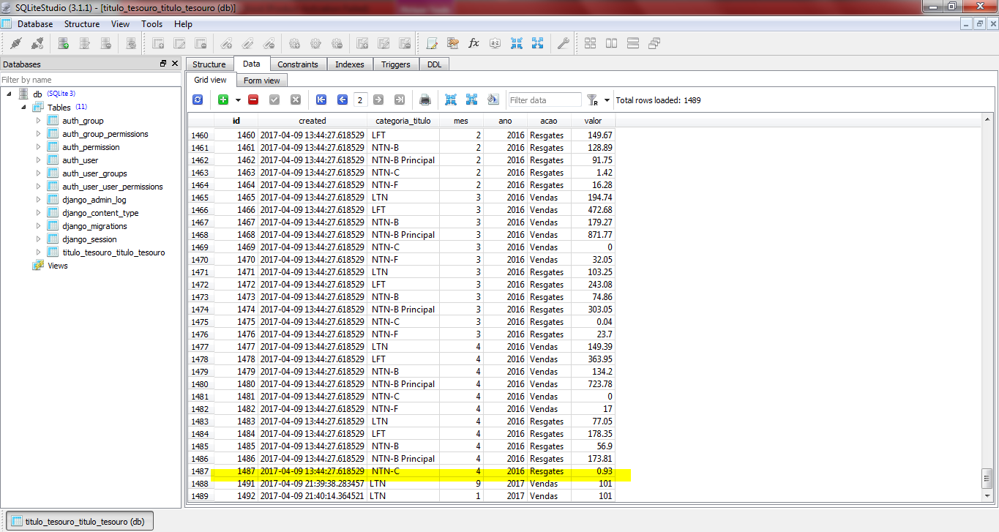 SQLiteStudio (3.1.1) - [titulo_tesouro_titulo_tesouro (db)]
Database Structure View Tools Help
Databases
Filter by name
db (SQLite 3)
Tables (11)
auth_group
auth_group_permissions
auth_permission
auth_user
auth_user_groups
auth_user_user_permissions
django_admin_log
django_content_type
django_migrations
django_session
titulo_tesouro_titulo_tesouro
Views
Structure Data Constraints Indexes Triggers DDL
Grid view Form view
2 Filter data Total rows loaded: 1489
id created categoria_titulo mes ano acao valor
1460 1460 2017-04-09 13:44:27.618529 LFT 2 2016 Resgates 149.67
1461 1461 2017-04-09 13:44:27.618529 NTN-B 2 2016 Resgates 128.89
1462 1462 2017-04-09 13:44:27.618529 NTN-B Principal 2 2016 Resgates 91.75
1463 1463 2017-04-09 13:44:27.618529 NTN-C 2 2016 Resgates 1.42
1464 1464 2017-04-09 13:44:27.618529 NTN-F 2 2016 Resgates 16.28
1465 1465 2017-04-09 13:44:27.618529 LTN 3 2016 Vendas 194.74
1466 1466 2017-04-09 13:44:27.618529 LFT 3 2016 Vendas 472.68
1467 1467 2017-04-09 13:44:27.618529 NTN-B 3 2016 Vendas 179.27
1468 1468 2017-04-09 13:44:27.618529 NTN-B Principal 3 2016 Vendas 871.77
1469 1469 2017-04-09 13:44:27.618529 NTN-C 3 2016 Vendas 0
1470 1470 2017-04-09 13:44:27.618529 NTN-F 3 2016 Vendas 32.05
1471 1471 2017-04-09 13:44:27.618529 LTN 3 2016 Resgates 103.25
1472 1472 2017-04-09 13:44:27.618529 LFT 3 2016 Resgates 243.08
1473 1473 2017-04-09 13:44:27.618529 NTN-B 3 2016 Resgates 74.86
1474 1474 2017-04-09 13:44:27.618529 NTN-B Principal 3 2016 Resgates 303.05
1475 1475 2017-04-09 13:44:27.618529 NTN-C 3 2016 Resgates 0.04
1476 1476 2017-04-09 13:44:27.618529 NTN-F 3 2016 Resgates 23.7
1477 1477 2017-04-09 13:44:27.618529 LTN 4 2016 Vendas 149.39
1478 1478 2017-04-09 13:44:27.618529 LFT 4 2016 Vendas 363.95
1479 1479 2017-04-09 13:44:27.618529 NTN-B 4 2016 Vendas 134.2
1480 1480 2017-04-09 13:44:27.618529 NTN-B Principal 4 2016 Vendas 723.78
1481 1481 2017-04-09 13:44:27.618529 NTN-C 4 2016 Vendas 0
1482 1482 2017-04-09 13:44:27.618529 NTN-F 4 2016 Vendas 17
1483 1483 2017-04-09 13:44:27.618529 LTN 4 2016 Resgates 77.05
1484 1484 2017-04-09 13:44:27.618529 LFT 4 2016 Resgates 178.35
1485 1485 2017-04-09 13:44:27.618529 NTN-B 4 2016 Resgates 56.9
1486 1486 2017-04-09 13:44:27.618529 NTN-B Principal 4 2016 Resgates 173.81
1487 1487 2017-04-09 13:44:27.618529 NTN-C 4 2016 Resgates 0.93
1488 1491 2017-04-09 21:39:38.283457 LTN 9 2017 Vendas 101
1489 1492 2017-04-09 21:40:14.364521 LTN 1 2017 Vendas 101
titulo_tesouro_titulo_tesouro (db)